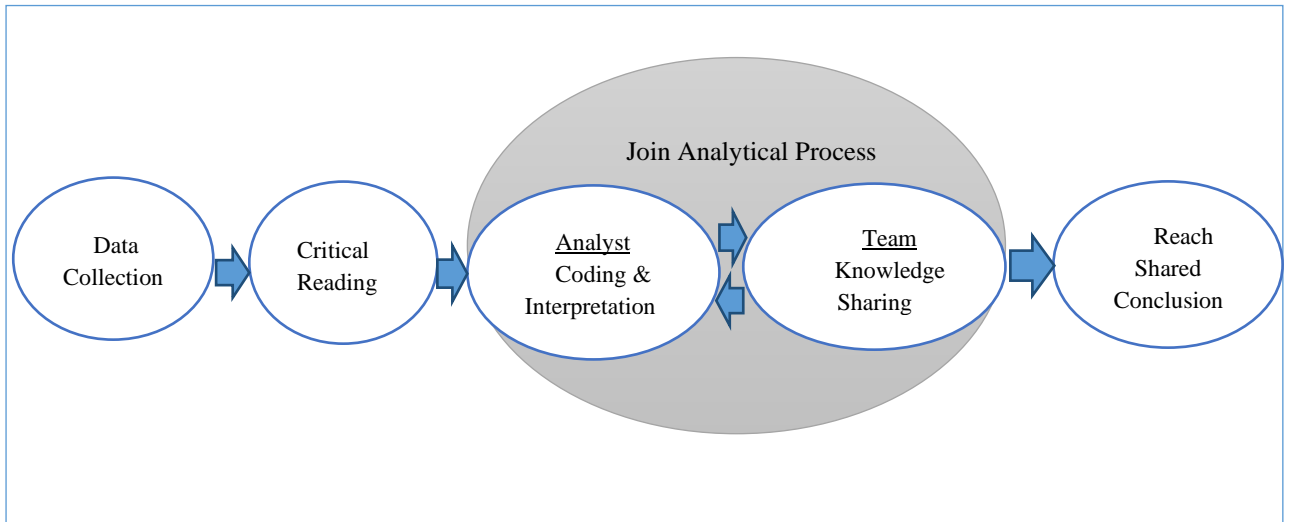 Join Analytical Process
Data
Collection
Critical
Reading
Analyst
Coding &
Interpretation
Team
Knowledge
Sharing
Reach
Shared
Conclusion